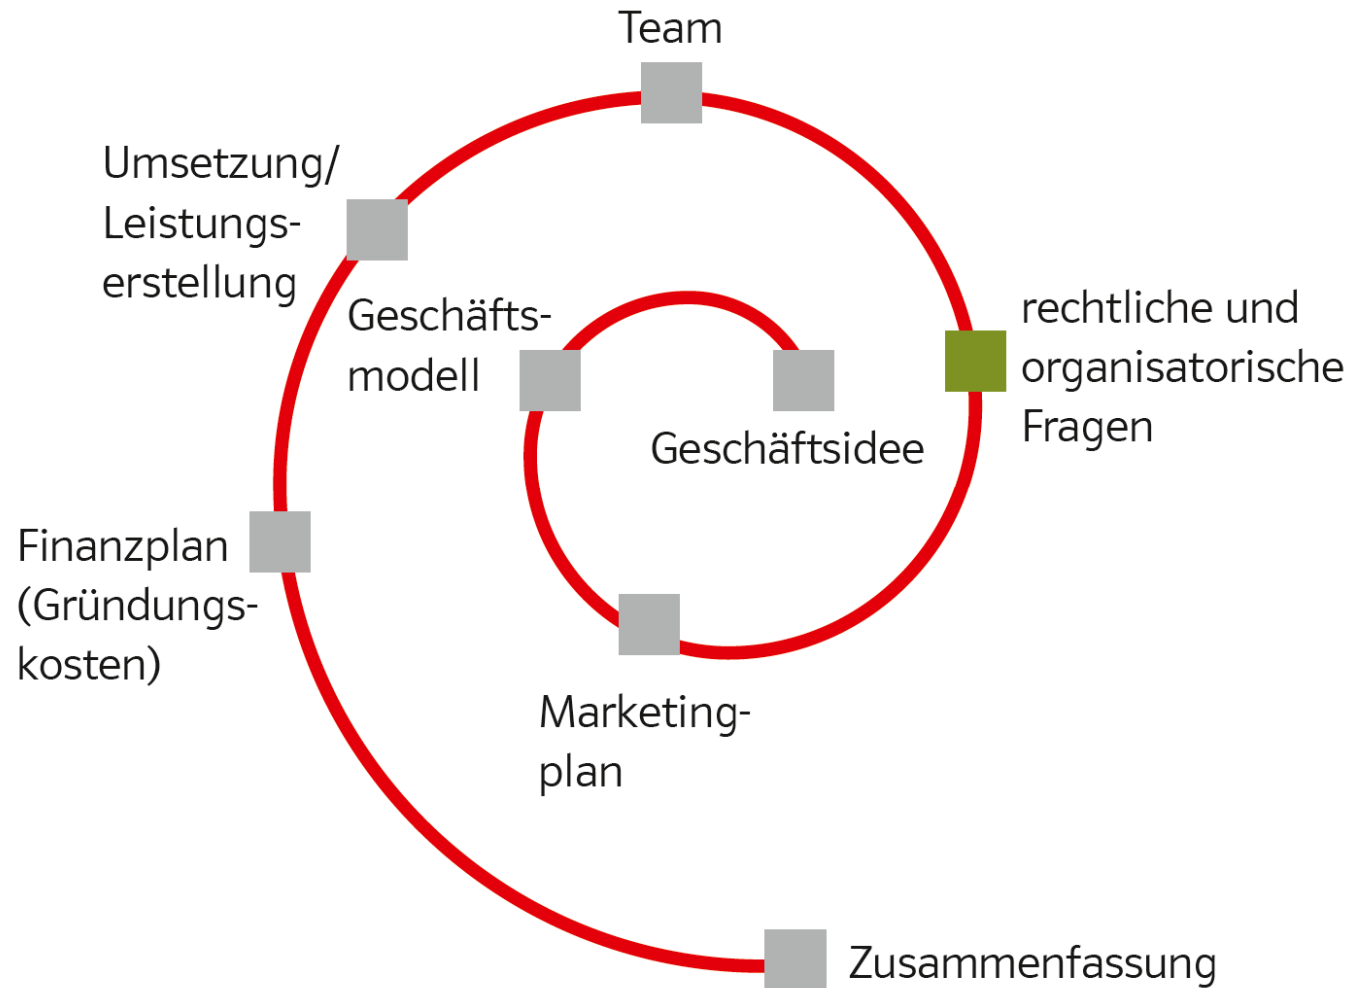 Team
Umsetzung/
Leistungs-
erstellung
Geschäfts-
modell
Geschäftsidee
rechtliche und
organisatorische
Fragen
Finanzplan
(Gründungs-
kosten)
Marketing-
plan
Zusammenfassung